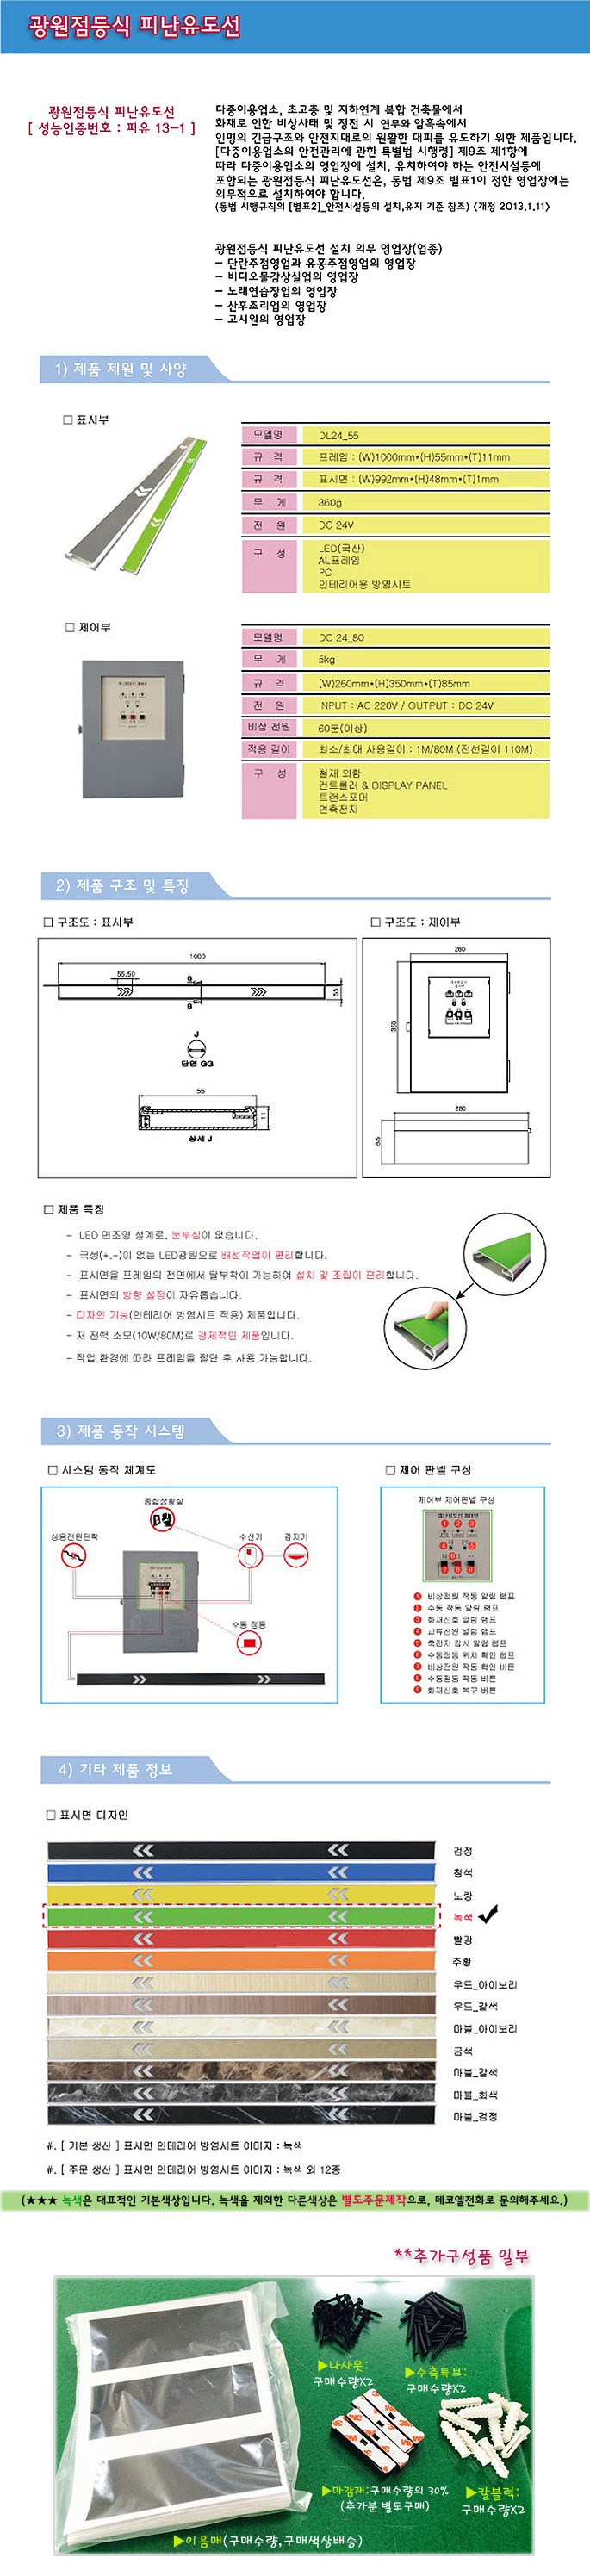 광원점등식 피난유도선
광원점등식 피난유도선
[ 성능인증번호 : 피유 13-1 ]
다중이용업소, 초고층 및 지하연계 복합 건축물에서
화재로 인한 비상사태 및 정전 시 연무와 암흑속에서
인명의 긴급구조와 안전지대로의 원활한 대피를 유도하기 위한 제품입니다.
[다중이용업소의 안전관리에 관한 특별법 시행령] 제9조 제1항에
따라 다중이용업소의 영업장에 설치, 유치하여야 하는 안전시설등에
포함되는 광원점등식 피난유도선은, 동법 제9조 별표1이 정한 영업장에는
의무적으로 설치하여야 합니다.
(동법 시행규칙의 [별표2]_안전시설등의 설치,유지 기준 참조) <개정 2013.1.11>
광원점등식 피난유도선 설치 의무 영업장(업종)
- 단란주점영업과 유흥주점영업의 영업장
- 비디오물감상실업의 영업장
- 노래연습장업의 영업장
- 산후조리업의 영업장
- 고시원의 영업장
1) 제품 제원 및 사양
□ 표시부
모델명 DL24_55
규 격 프레임 : (W)1000mm*(H)55mm*(T)11mm
규 격 표시면 : (W)992mm*(H)48mm*(T)1mm
무 게 360g
전 원 DC 24V
구 성 LED(국산)
AL프레임
PC
인테리어용 방염시트
□ 제어부
모델명 DC 24_80
무 게 5kg
규 격 (W)260mm*(H)350mm*(T)85mm
전 원 INPUT : AC 220V / OUTPUT : DC 24V
비상 전원 60분(이상)
적용 길이 최소/최대 사용길이 : 1M/80M (전선길이 110M)
구 성 철재 외함
컨트롤러 & DISPLAY PANEL
트랜스포머
연축전지
2) 제품 구조 및 특징
□ 구조도 : 표시부
□ 구조도 : 제어부
1000
55.50
G
G
55
J
단면 GG
55
11
상세 J
260
350
260
85
□ 제품 특징
- LED 면조명 설계로, 눈부심이 없습니다.
- 극성(+.-)이 없는 LED광원으로 배선작업이 편리합니다.
- 표시면을 프레임의 전면에서 탈부착이 가능하여 설치 및 조립이 편리합니다.
- 표시면의 방향 설정이 자유롭습니다.
- 디자인 기능(인테리어 방염시트 적용) 제품입니다.
- 저 전력 소모(10W/80M)로 경제적인 제품입니다.
- 작업 환경에 따라 프레임을 절단 후 사용 가능합니다.
3) 제품 동작 시스템
□ 시스템 동작 체계도
□ 제어 판넬 구성
종합상황실
상용전원단락
수신기
감지기
수동 점등
제어부 제어판넬 구성
피난유도선 제어부
1 2 3
4 5
6
7 8 9
1 비상전원 작동 알림 램프
2 수동 작동 알림 램프
3 화재신호 알림 램프
4 교류전원 알림 램프
5 축전지 감시 알림 램프
6 수동점등 위치 확인 램프
7 비상전원 작동 확인 버튼
8 수동점등 작동 버튼
9 화재신호 복구 버튼
4) 기타 제품 정보
□ 표시면 디자인
검정
청색
노랑
녹색
빨강
주황
우드_아이보리
우드_갈색
마블_아이보리
금색
마블_갈색
마블_회색
마블_검정
#. [ 기본 생산 ] 표시면 인테리어 방염시트 이미지 : 녹색
#. [ 주문 생산 ] 표시면 인테리어 방염시트 이미지 : 녹색 외 12종
(★★★ 녹색은 대표적인 기본색상입니다. 녹색을 제외한 다른색상은 별도주문제작으로, 데코엘전화로 문의해주세요.)
**추가구성품 일부
▶나사못:
구매수량X2
▶수축튜브:
구매수량X2
3M
▶마감재:구매수량의 30%
(추가분 별도구매)
▶칼블럭:
구매수량X2
▶이음매(구매수량,구매색상배송)